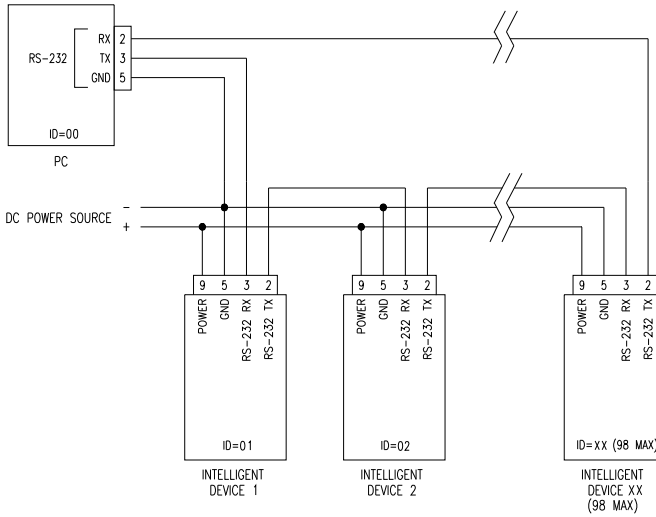 RX 2
RS-232 TX 3
GND 5
ID=00
PC
DC POWER SOURCE - +
9 5 3 2
POWER
GND
RS-232 RX
RS-232 TX
ID=01
INTELLIGENT
DEVICE 1
9 5 3 2
POWER
GND
RS-232 RX
RS-232 TX
ID=02
INTELLIGENT
DEVICE 2
9 5 3 2
POWER
GND
RS-232 RX
RS-232 TX
ID=XX (98 MAX)
INTELLIGENT
DEVICE XX
(98 MAX)